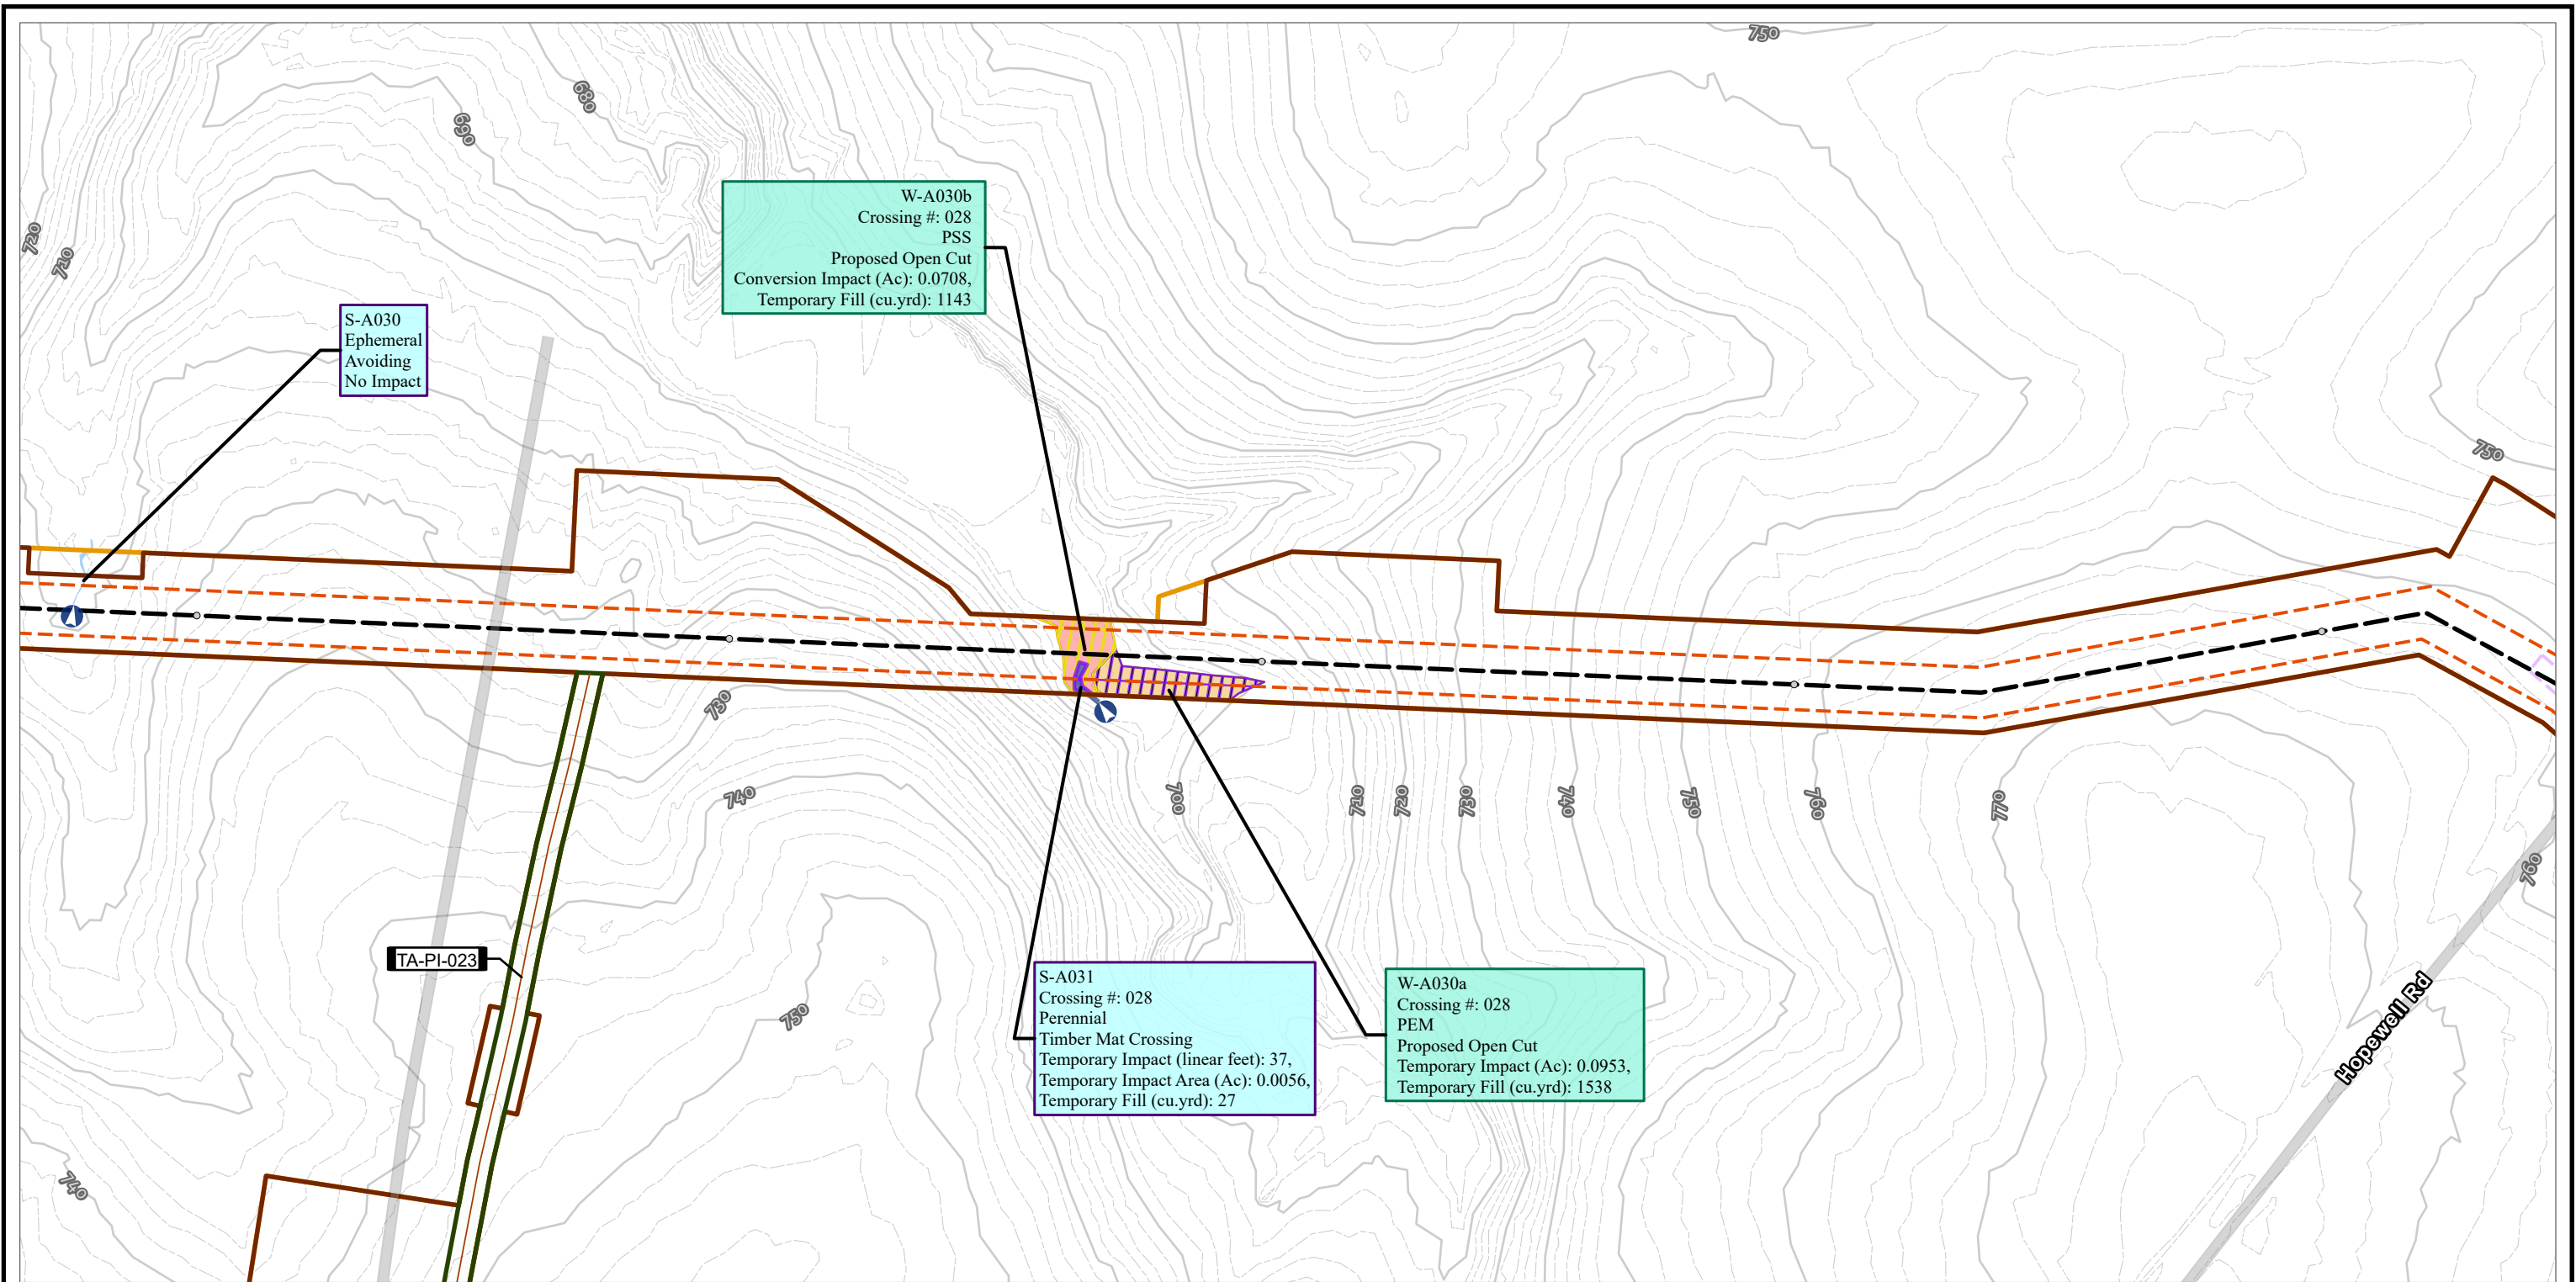 750
680
690
W-A030b
Crossing #: 028
PSS
Proposed Open Cut
Conversion Impact (Ac): 0.0708,
Temporary Fill (cu.yrd): 1143
720
710
S-A030
Ephemeral
Avoiding
No Impact
750
730
740
700
710
720
730
740
750
760
770
760
TA-PI-023
750
S-A031
Crossing #: 028
Perennial
Timber Mat Crossing
Temporary Impact (linear feet): 37,
Temporary Impact Area (Ac): 0.0056,
Temporary Fill (cu.yrd): 27
W-A030a
Crossing #: 028
PEM
Proposed Open Cut
Temporary Impact (Ac): 0.0953,
Temporary Fill (cu.yrd): 1538
Hopewell Rd
740